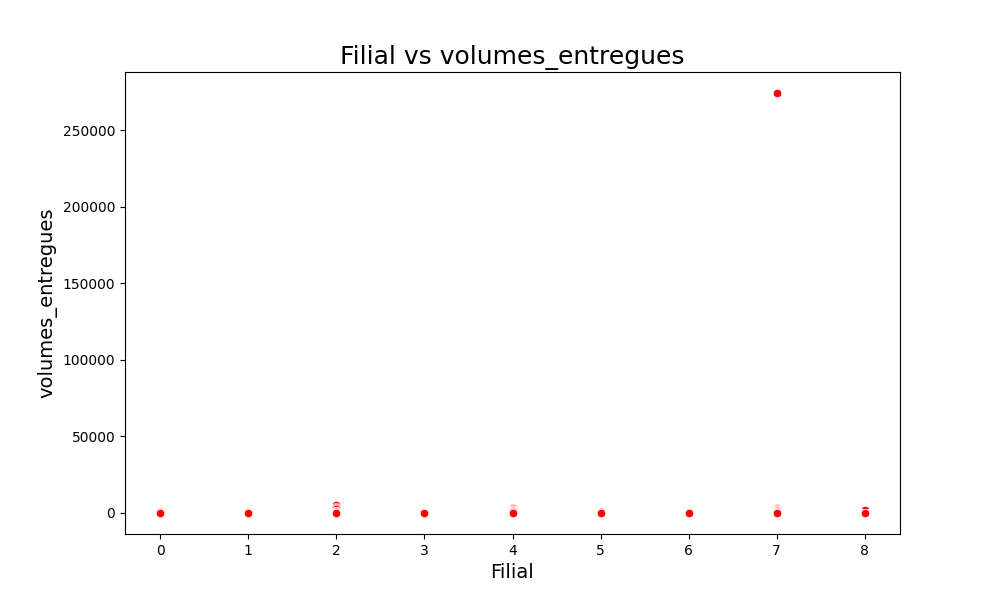 Filial vs volumes_entregues
volumes_entregues
250000
200000
150000
100000
50000
0
0 1 2 3 4 5 6 7 8
Filial